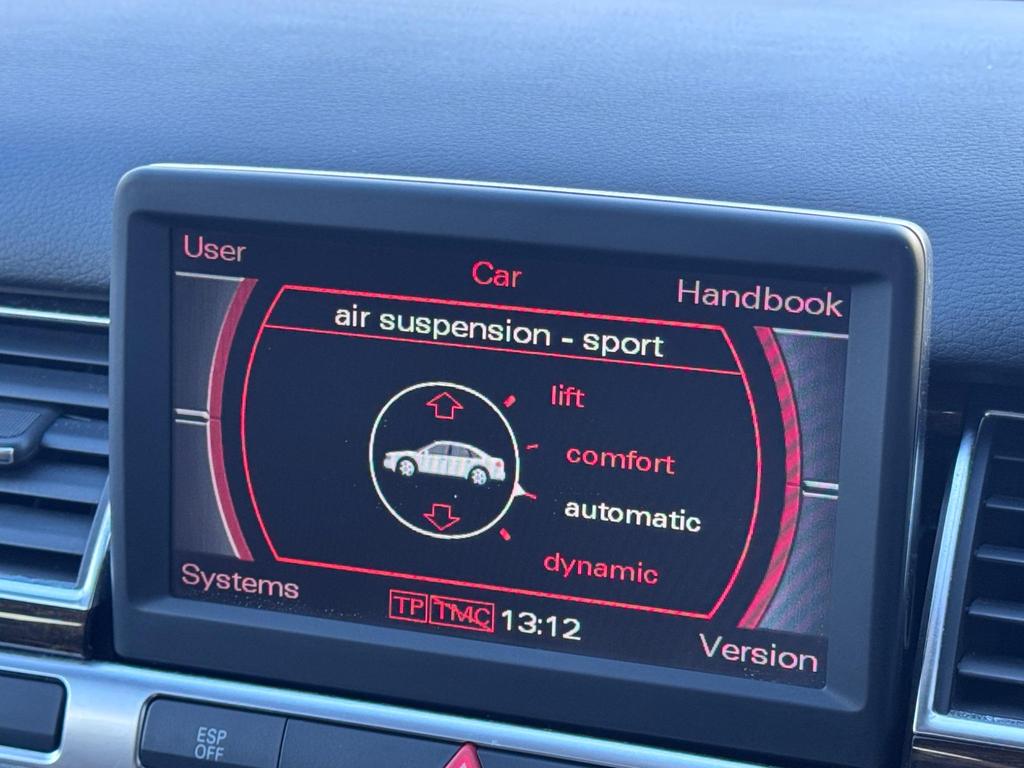 User
Car
Handbook
air suspension - sport
lift
comfort
automatic
dynamic
Systems
TP TMC 13:12
Version
ESP
OFF